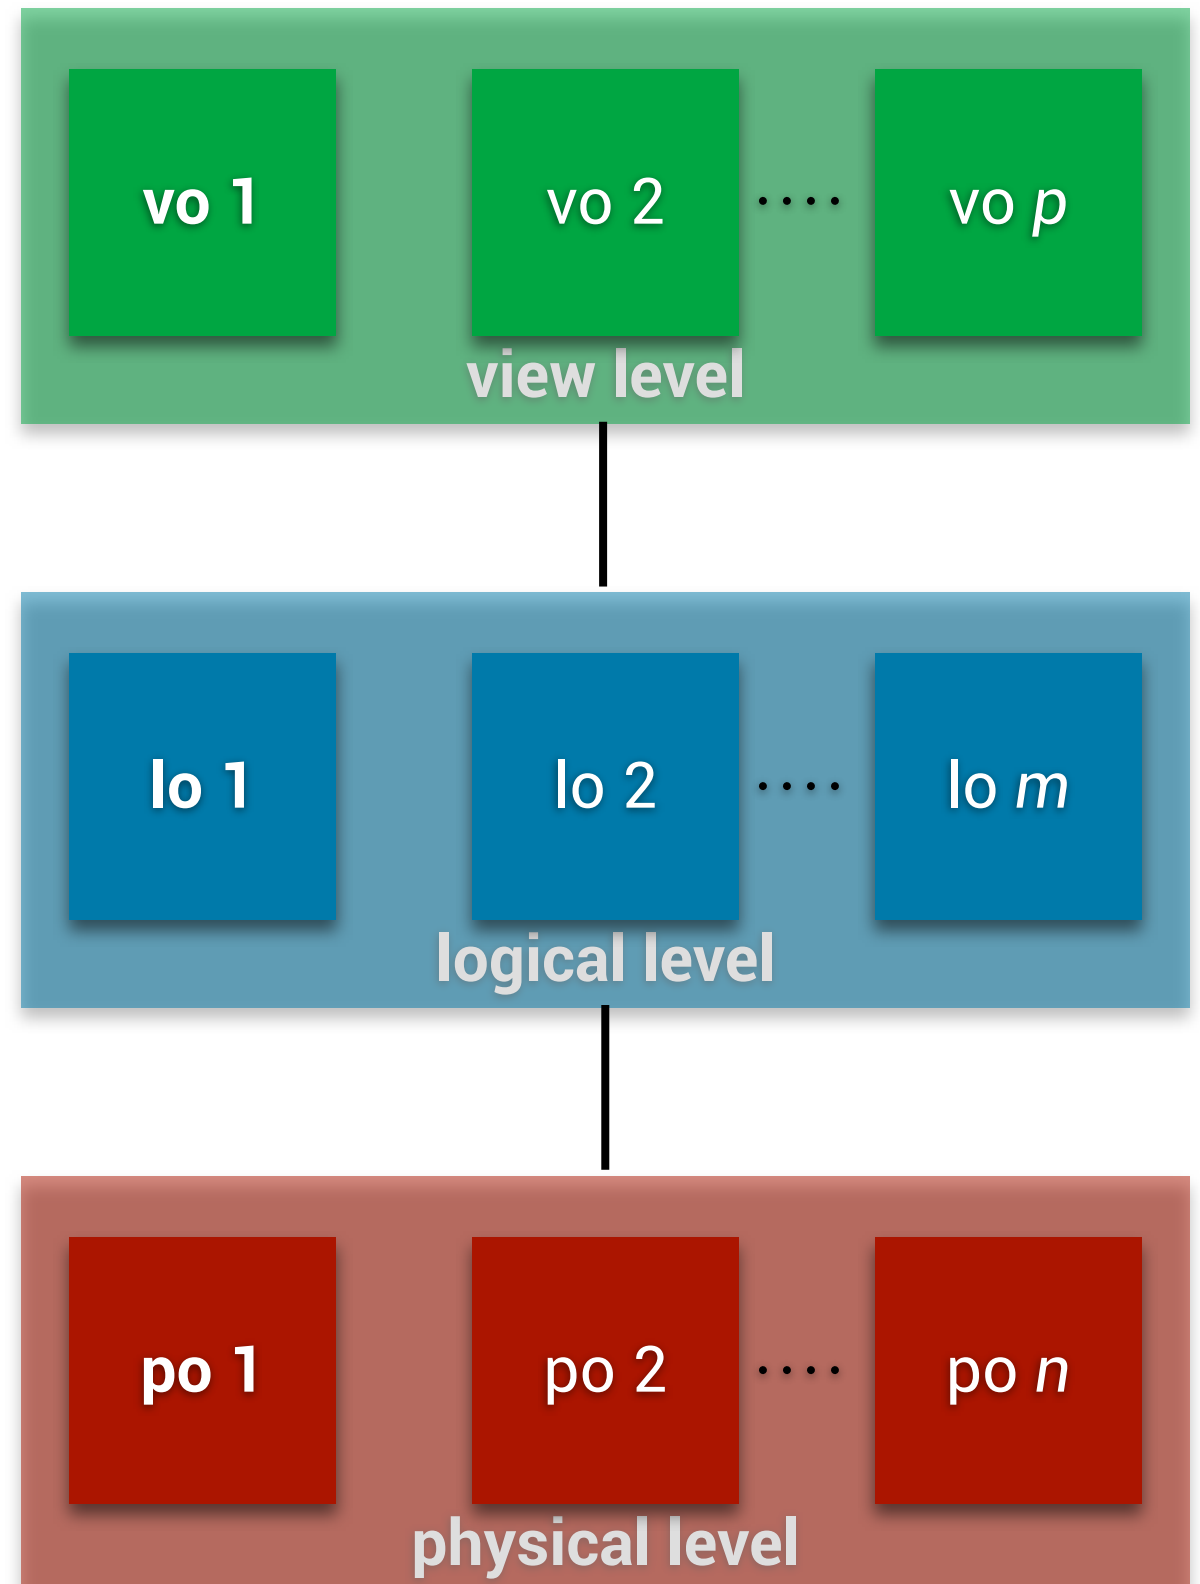 vo 1
vo 2
....
vo p
view level
lo 1
lo 2
....
lo m
logical level
po 1
po 2
....
po n
physical level